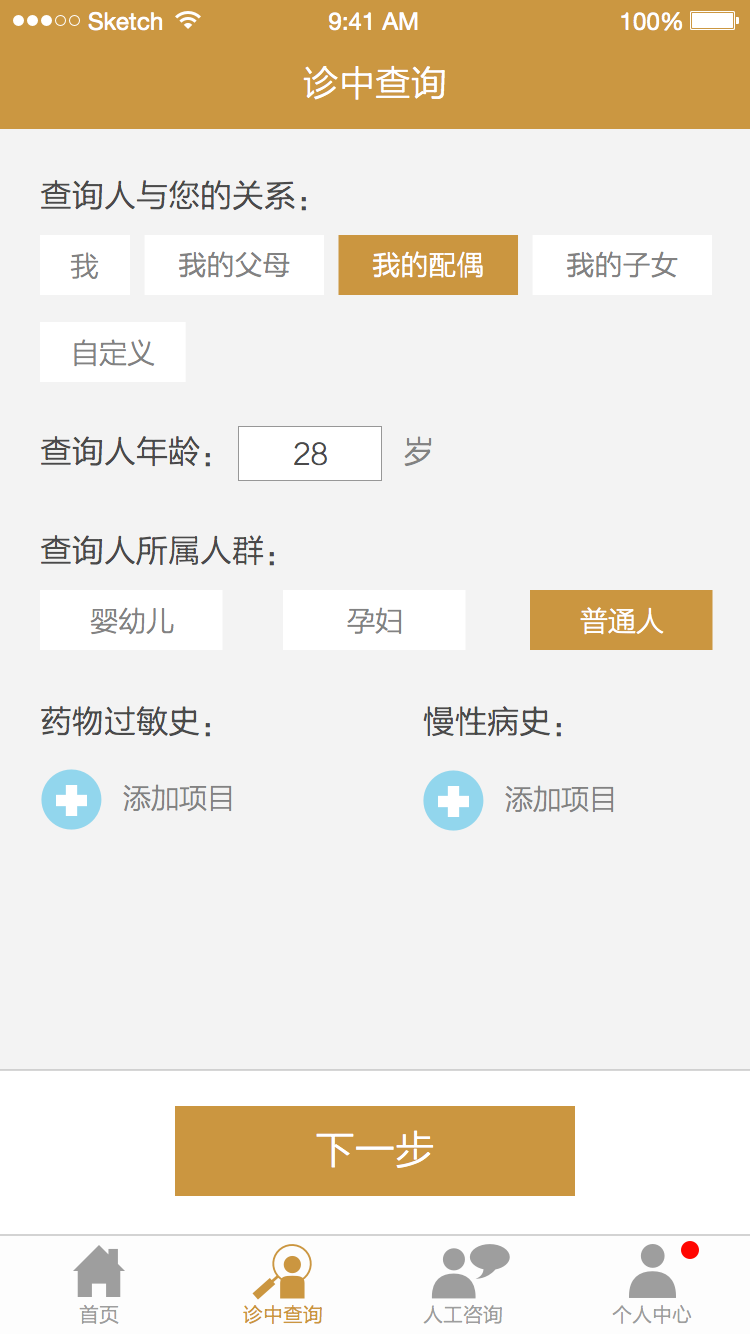 Sketch 9:41 AM 100%
诊中查询
查询人与您的关系：
我 我的父母 我的配偶 我的子女
自定义
查询人年龄： 28 岁
查询人所属人群：
婴幼儿 孕妇 普通人
药物过敏史： 慢性病史：
添加项目 添加项目
下一步
首页 诊中查询 人工咨询 个人中心